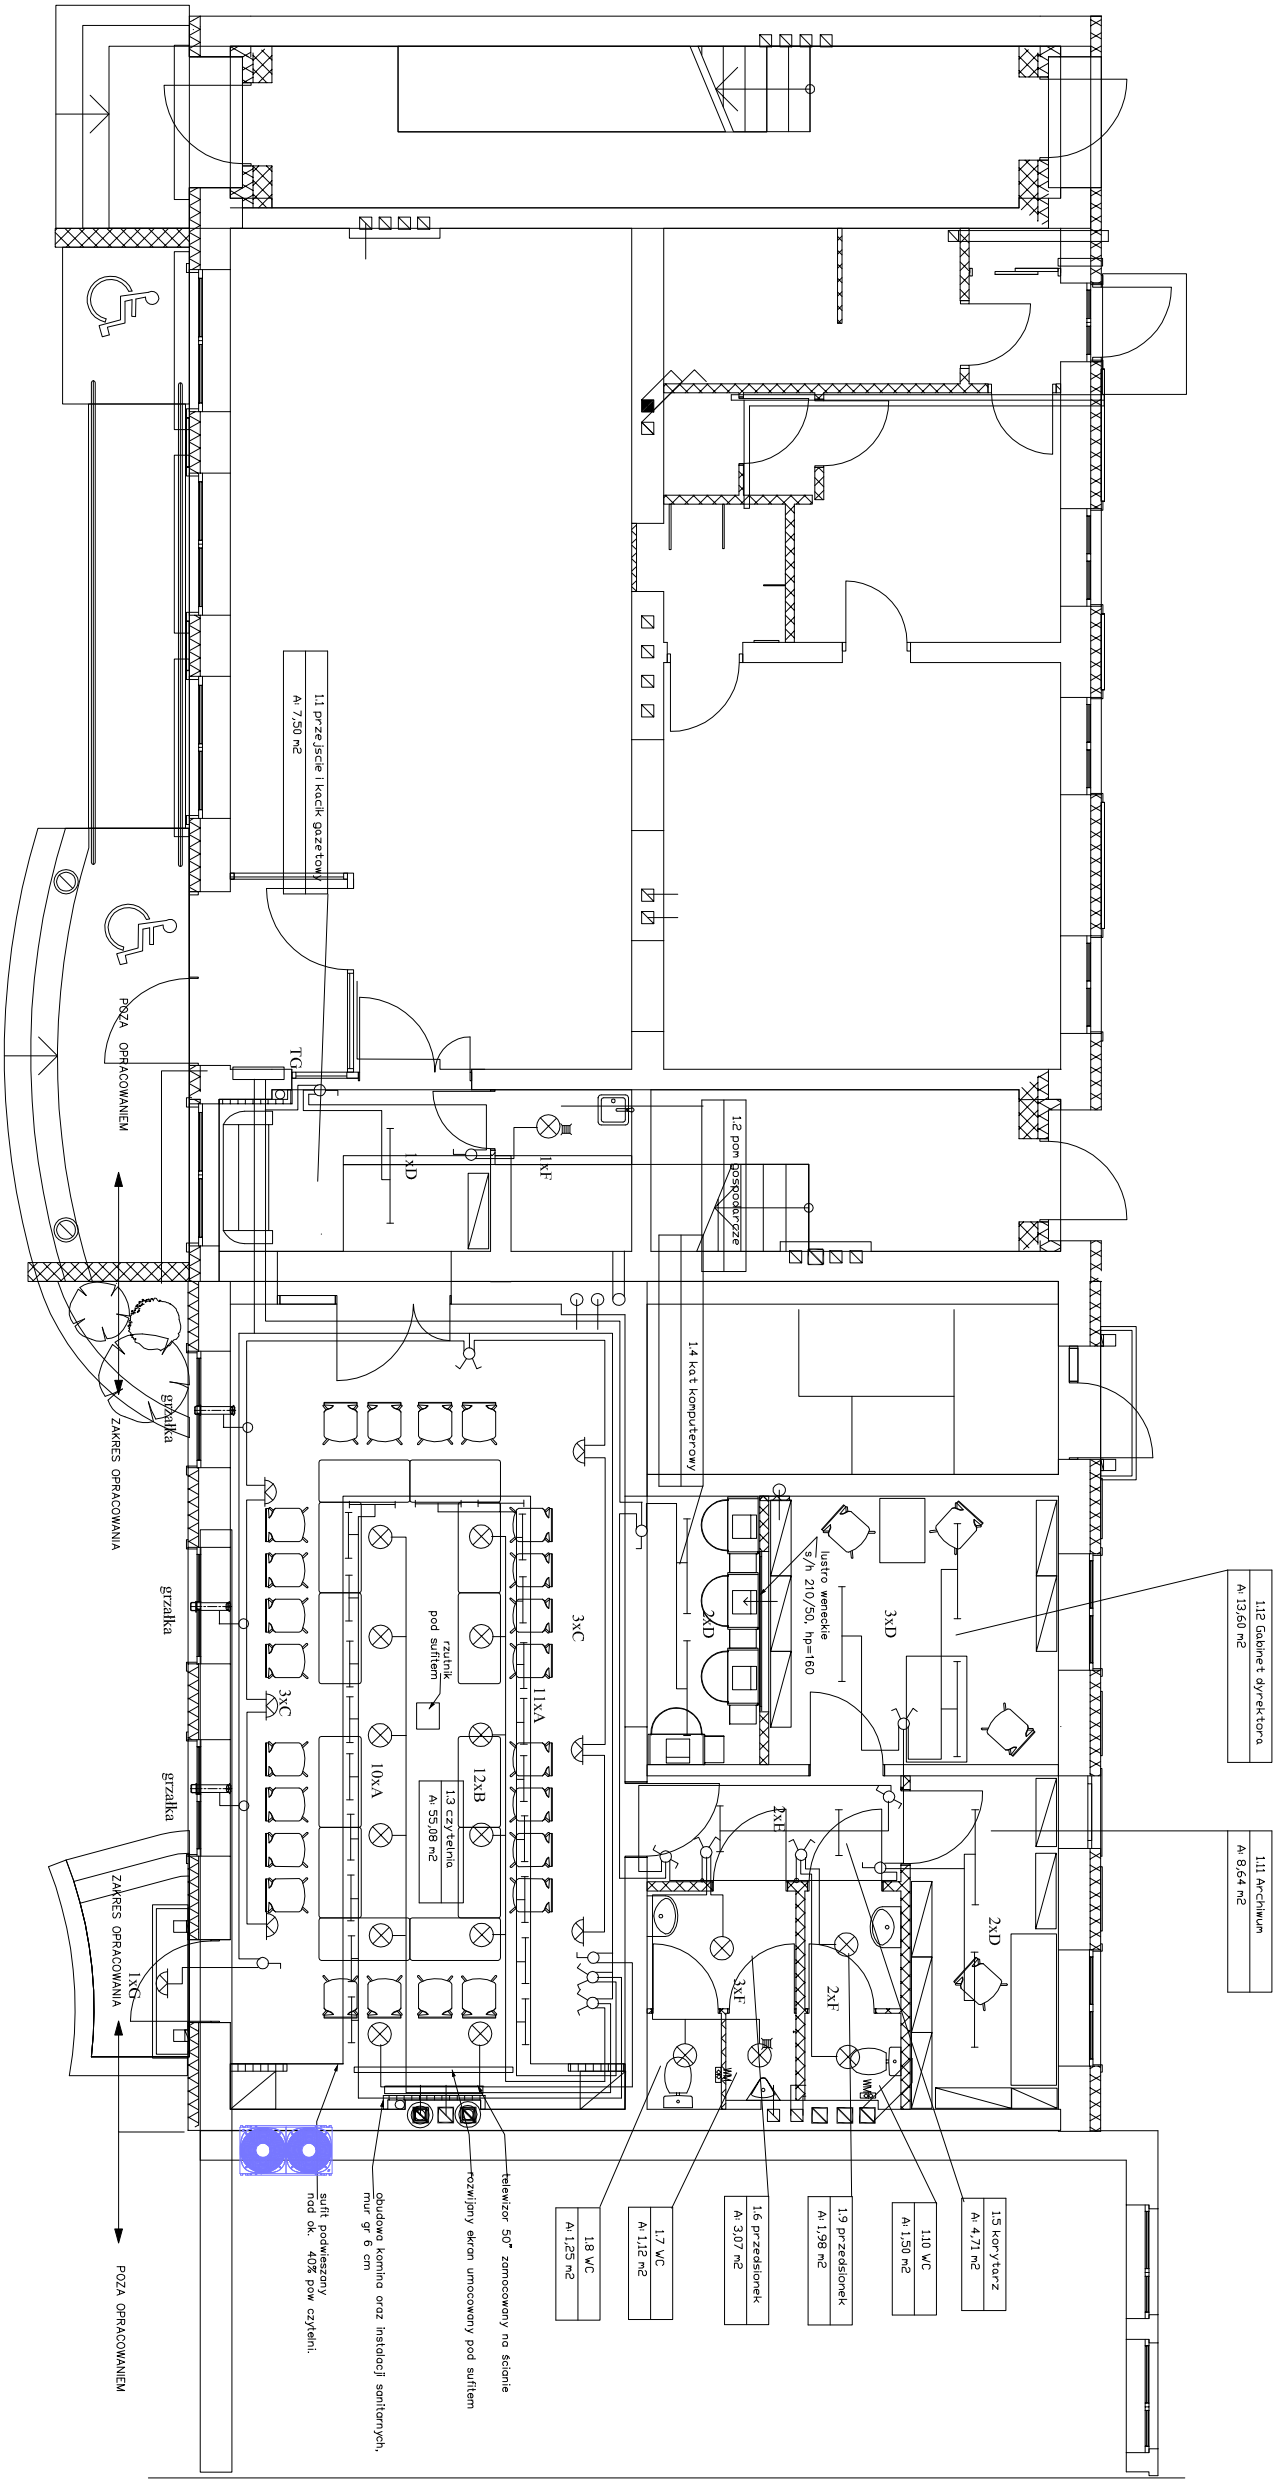 1.1 przejscie i kacik gazetowy
A: 7,50 m2
POZA OPRACOWANIEM
TG
1xD
1xF
1.2 pom gospodarcze
1.4 kat komputerowy
ZAKRES OPRACOWANIA
grzałka
grzałka
grzałka
lustro weneckie
s/h 210/50, hp=160
3xD
2xD
3xC
3xC
rzutnik
pod sufitem
11xA
10xA
12xB
1.3 czytelnia
A: 55,08 m2
1.12 Gabinet dyrektora
A: 13,60 m2
1.11 Archiwum
A: 8,64 m2
2xE
2xD
3xF
2xF
WM
WM
1xG
ZAKRES OPRACOWANIA
POZA OPRACOWANIEM
sufit podwieszany
nad ok. 40% pow czytelni.
obudowa komina oraz instalacji sanitarnych,
mur gr 6 cm
rozwijany ekran umocowany pod sufitem
telewizor 50" zamocowany na ścianie
1.8 WC
A: 1,25 m2
1.7 WC
A: 1,12 m2
1.6 przedsionek
A: 3,07 m2
1.9 przedsionek
A: 1,98 m2
1.10 WC
A: 1,50 m2
1.5 korytarz
A: 4,71 m2